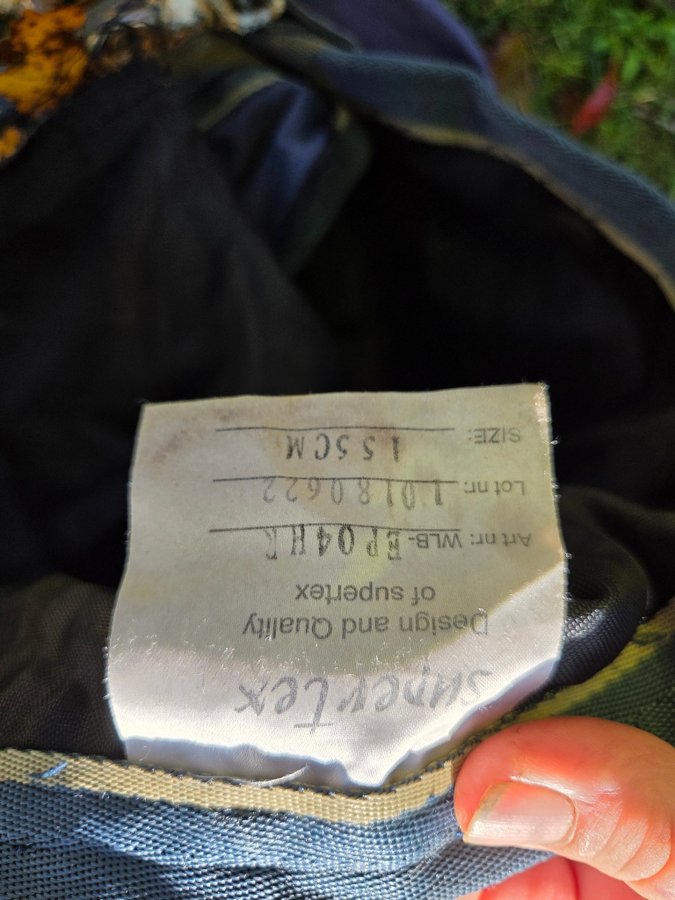 supertex
Design and Quality
of supertex
Art nr: WLB-EP04HR
Lot nr: 10180622
SIZE: 155CM